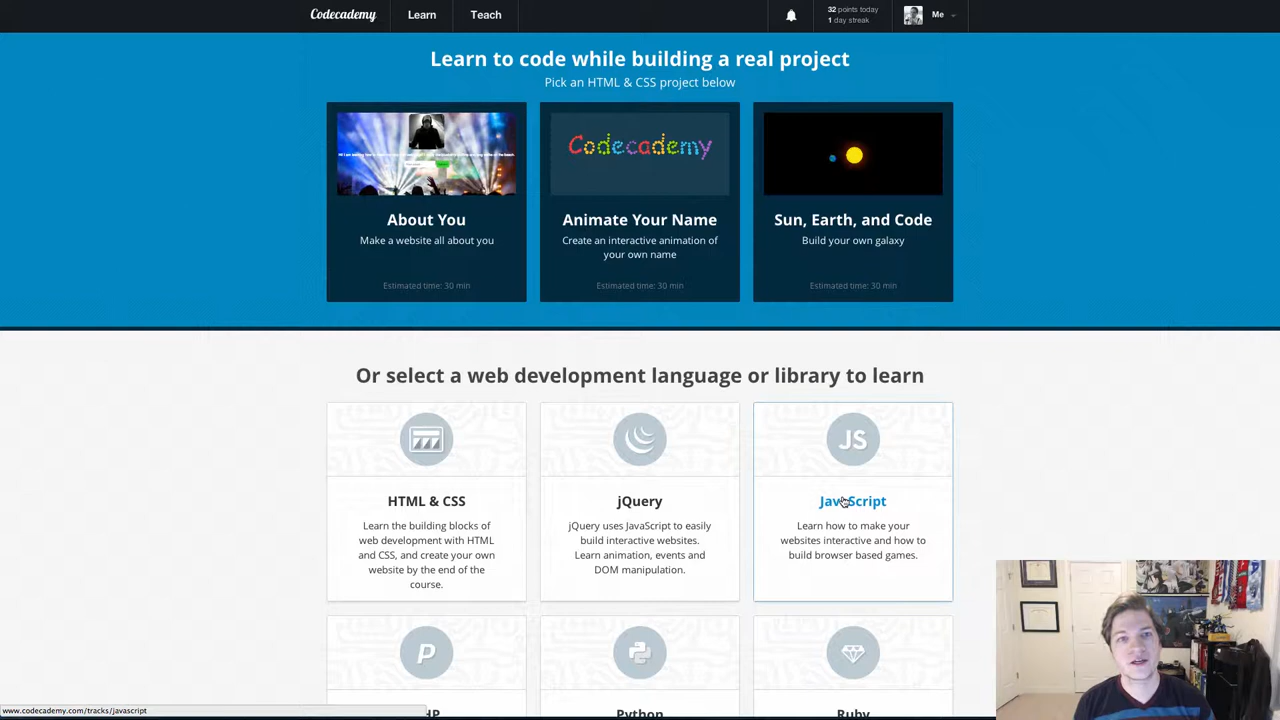 Codecademy
Learn
Teach
32 points today
1 day streak
Me
Learn to code while building a real project
Pick an HTML & CSS project below
Codecademy
About You
Make a website all about you
Estimated time: 30 min
Animate Your Name
Create an interactive animation of
your own name
Estimated time: 30 min
Sun, Earth, and Code
Build your own galaxy
Estimated time: 30 min
Or select a web development language or library to learn
HTML & CSS
Learn the building blocks of
web development with HTML
and CSS, and create your own
website by the end of the
course.
jQuery
jQuery uses JavaScript to easily
build interactive websites.
Learn animation, events and
DOM manipulation.
JS
JavaScript
Learn how to make your
websites interactive and how to
build browser based games.
P
HP
Python
Ruby
www.codecademy.com/tracks/javascript